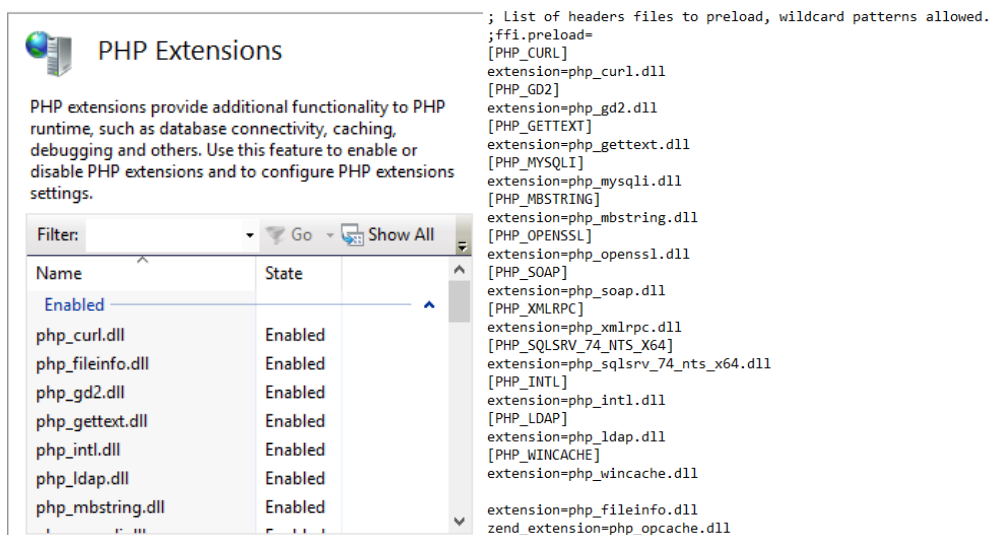 PHP Extensions
PHP extensions provide additional functionality to PHP
runtime, such as database connectivity, caching,
debugging and others. Use this feature to enable or
disable PHP extensions and to configure PHP extensions
settings.
Filter: Go Show All
Name State
Enabled
php_curl.dll Enabled
php_fileinfo.dll Enabled
php_gd2.dll Enabled
php_gettext.dll Enabled
php_intl.dll Enabled
php_ldap.dll Enabled
php_mbstring.dll Enabled
; List of headers files to preload, wildcard patterns allowed.
;ffi.preload=
[PHP_CURL]
extension=php_curl.dll
[PHP_GD2]
extension=php_gd2.dll
[PHP_GETTEXT]
extension=php_gettext.dll
[PHP_MYSQLI]
extension=php_mysqli.dll
[PHP_MBSTRING]
extension=php_mbstring.dll
[PHP_OPENSSL]
extension=php_openssl.dll
[PHP_SOAP]
extension=php_soap.dll
[PHP_XMLRPC]
extension=php_xmlrpc.dll
[PHP_SQLSRV_74_NTS_X64]
extension=php_sqlsrv_74_nts_x64.dll
[PHP_INTL]
extension=php_intl.dll
[PHP_LDAP]
extension=php_ldap.dll
[PHP_WINCACHE]
extension=php_wincache.dll
extension=php_fileinfo.dll
zend_extension=php_opcache.dll